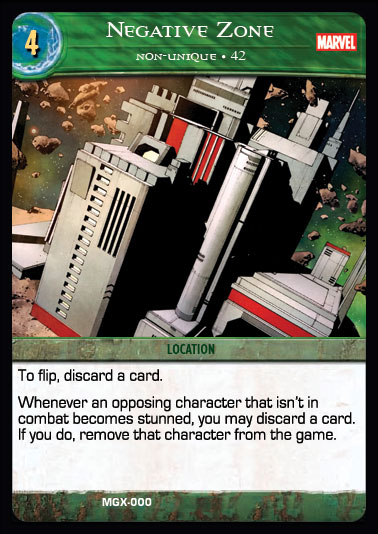 4
NEGATIVE ZONE
NON-UNIQUE • 42
MARVEL
LOCATION
To flip, discard a card.
Whenever an opposing character that isn't in
combat becomes stunned, you may discard a card.
If you do, remove that character from the game.
MGX-000